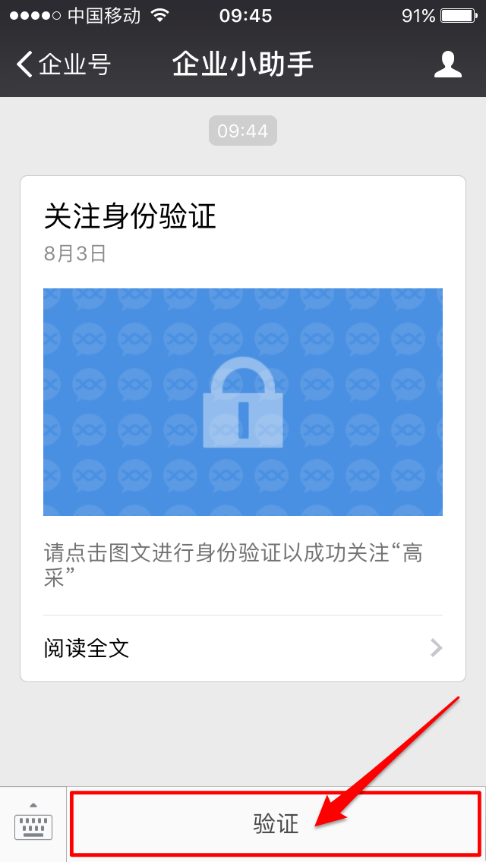 中国移动 09:45 91%
企业号 企业小助手
09:44
关注身份验证
8月3日
请点击图文进行身份验证以成功关注“高
采”
阅读全文
验证